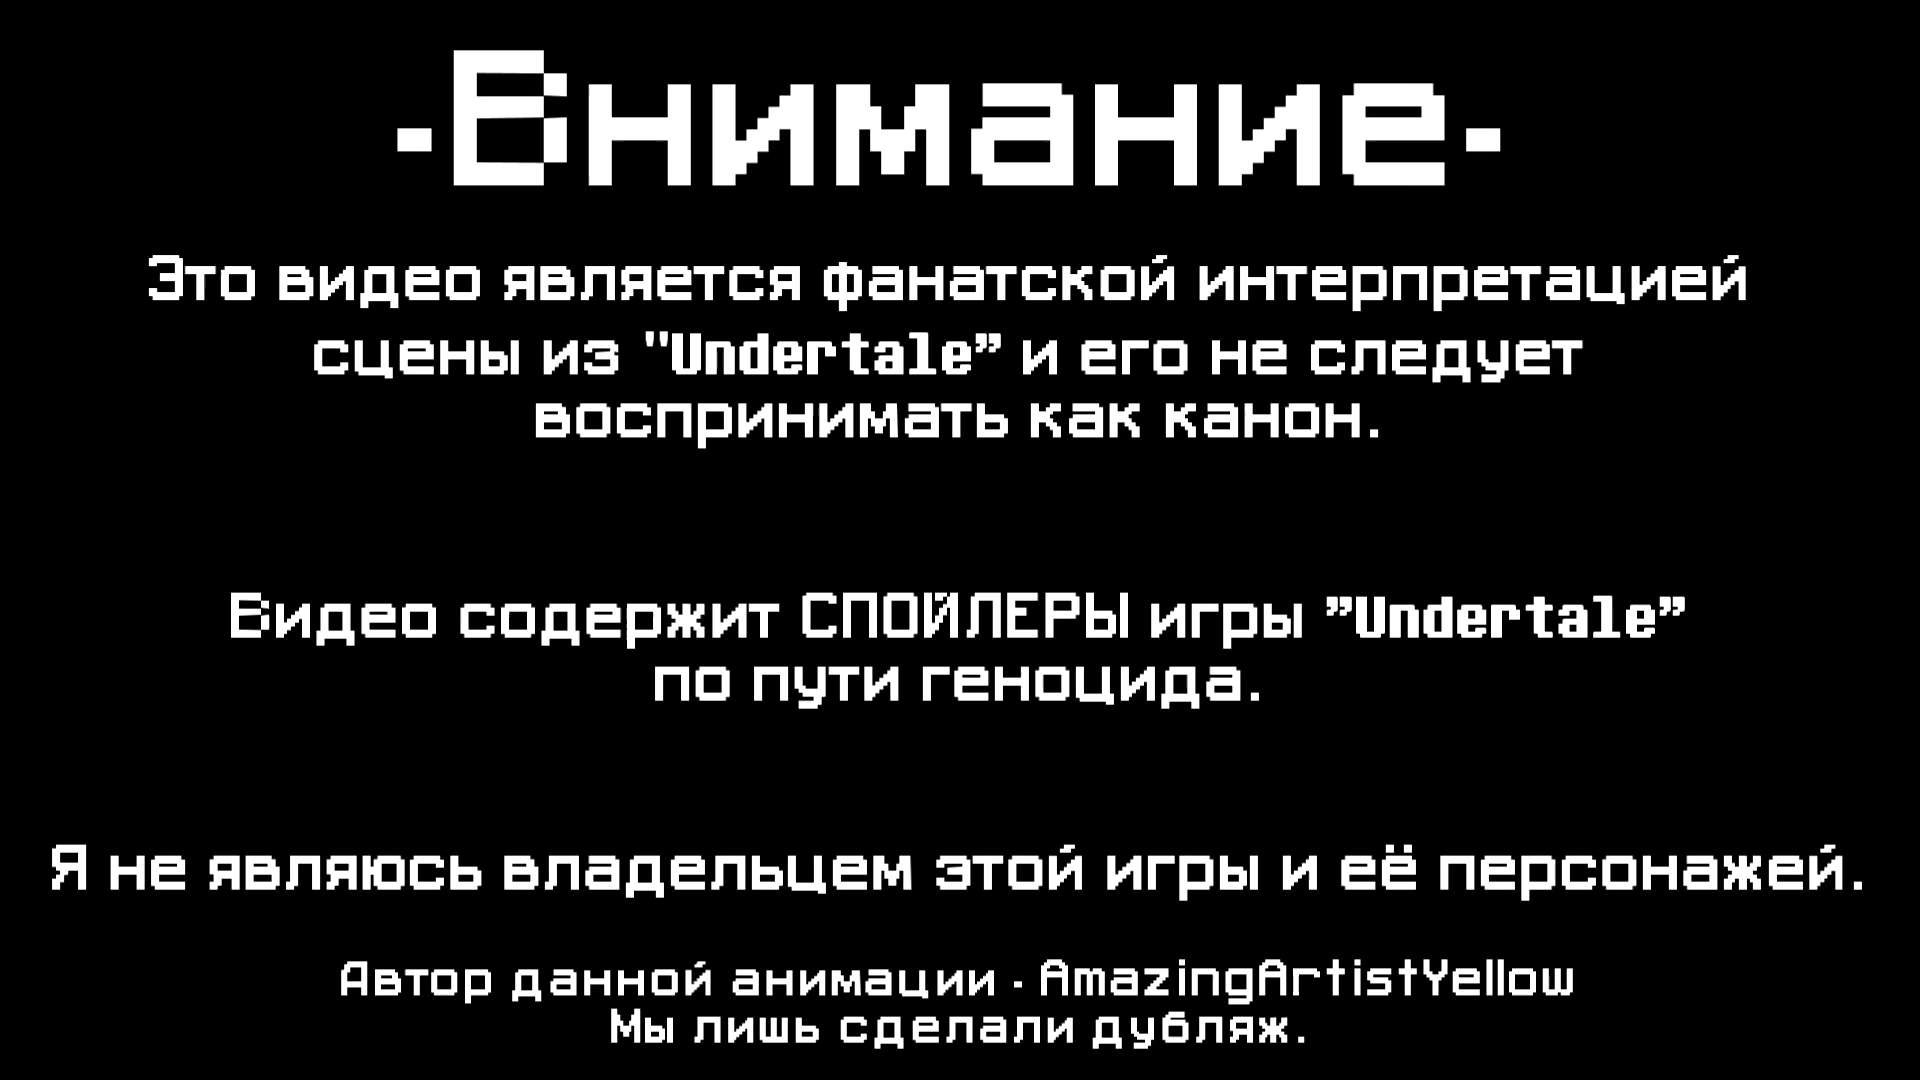 -Внимание-
Это видео является фанатской интерпретацией
сцены из "Undertale” и его не следует
воспринимать как канон.
Видео содержит СПОЙЛЕРЫ игры ”Undertale”
по пути геноцида.
Я не являюсь владельцем этой игры и её персонажей.
Автор данной анимации - AmazingArtistYellow
Мы лишь сделали дубляж.